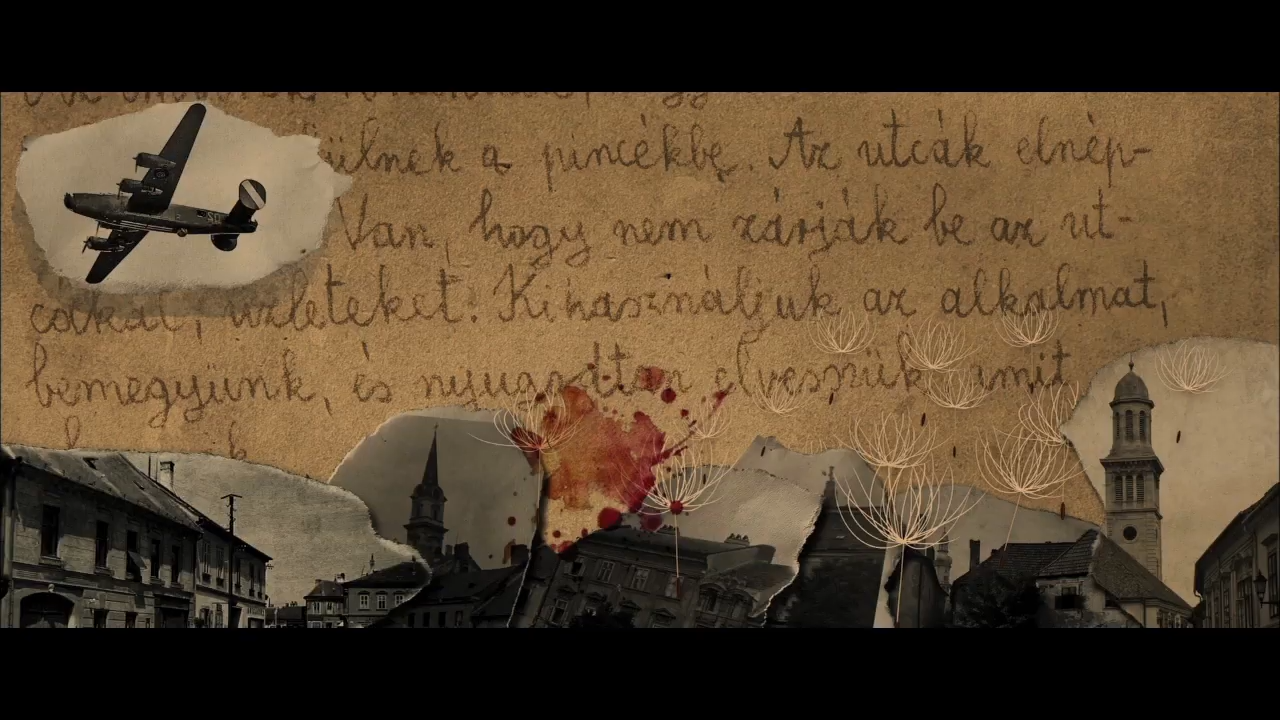 ülnek a pincékbe. Az utcák elnép-
Van, hogy nem zárják be az ut-
cákat, üzleteket. Kihasználjuk az alkalmat,
bemegyünk, és nyugodtan elvesszük amit